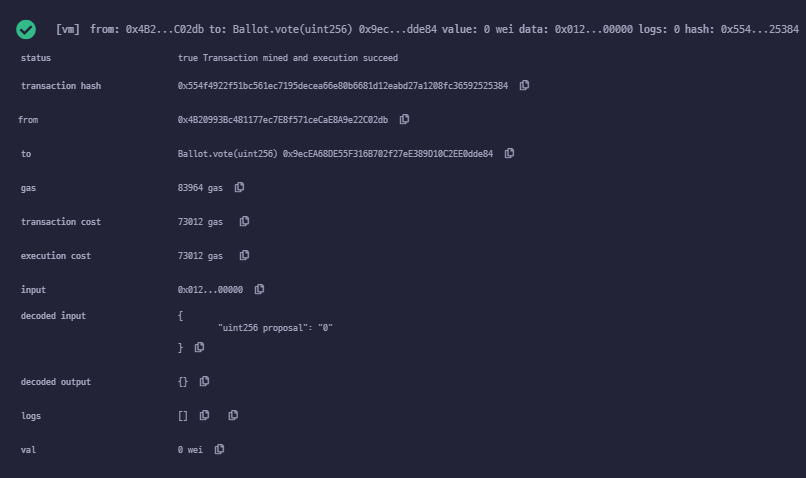 [vm] from: 0x4B2...C02db to: Ballot.vote(uint256) 0x9ec...dde84 value: 0 wei data: 0x012...00000 logs: 0 hash: 0x554...25384
status true Transaction mined and execution succeed
transaction hash 0x554f4922f51bc561ec7195decea66e80b6681d12eabd27a1208fc36592525384
from 0x4B20993Bc481177ec7E8f571ceCaE8A9e22C02db
to Ballot.vote(uint256) 0x9ecEA68DE55F316B702f27eE389D10C2EE0dde84
gas 83964 gas
transaction cost 73012 gas
execution cost 73012 gas
input 0x012...00000
decoded input {
"uint256 proposal": "0"
}
decoded output {}
logs []
val 0 wei